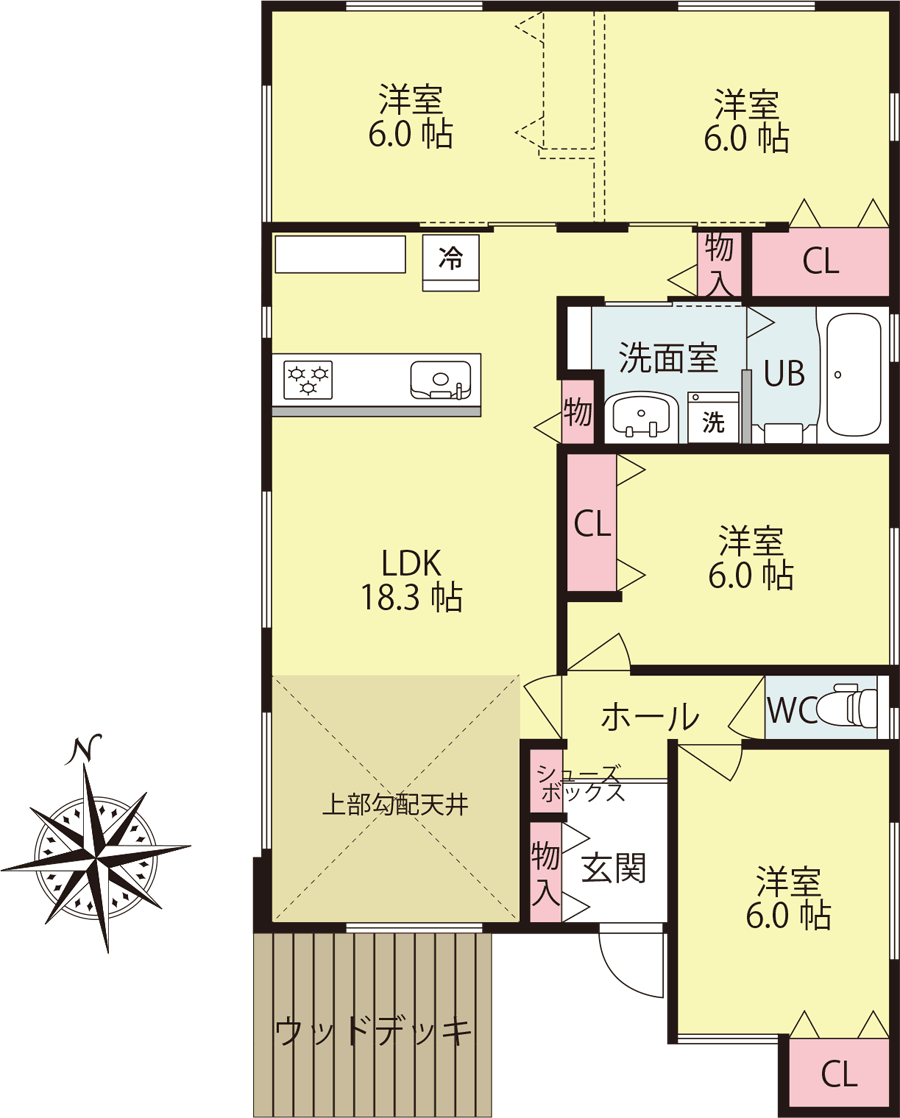 洋室
6.0 帖
洋室
6.0 帖
冷
物入
CL
洗面室
UB
物
洗
CL
洋室
6.0 帖
LDK
18.3 帖
ホール
WC
N
シューズ
ボックス
上部勾配天井
物入
玄関
洋室
6.0 帖
ウッドデッキ
CL